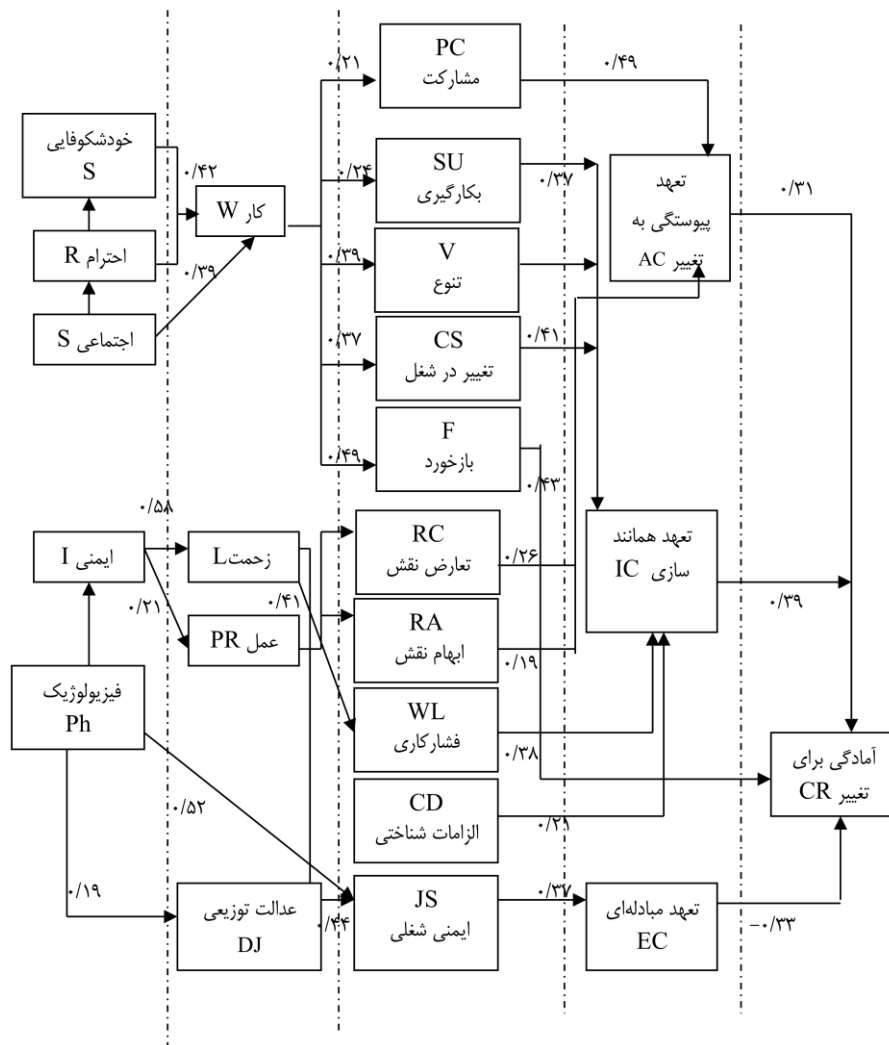 PC
مشارکت
۰/۲۱
۰/۴۹
خودشکوفایی
S
۰/۴۲
کار W
۰/۲۴
SU
بکارگیری
۰/۳۷
تعهد
پیوستگی به
تغییر AC
۰/۳۱
احترام R
۰/۳۹
۰/۳۹
V
تنوع
اجتماعی S
۰/۳۷
CS
تغییر در شغل
۰/۴۱
F
بازخورد
۰/۴۹
۰/۴۳
۰/۵۸
ایمنی I
زحمت L
RC
تعارض نقش
۰/۲۶
تعهد همانند
سازی IC
۰/۳۹
۰/۲۱
۰/۴۱
عمل PR
RA
ابهام نقش
۰/۱۹
فیزیولوژیک
Ph
WL
فشارکاری
۰/۳۸
آمادگی برای
تغییر CR
۰/۵۲
CD
الزامات شناختی
۰/۲۱
۰/۱۹
عدالت توزیعی
DJ
۰/۴۴
JS
ایمنی شغلی
۰/۳۷
تعهد مبادله‌ای
EC
−۰/۳۳